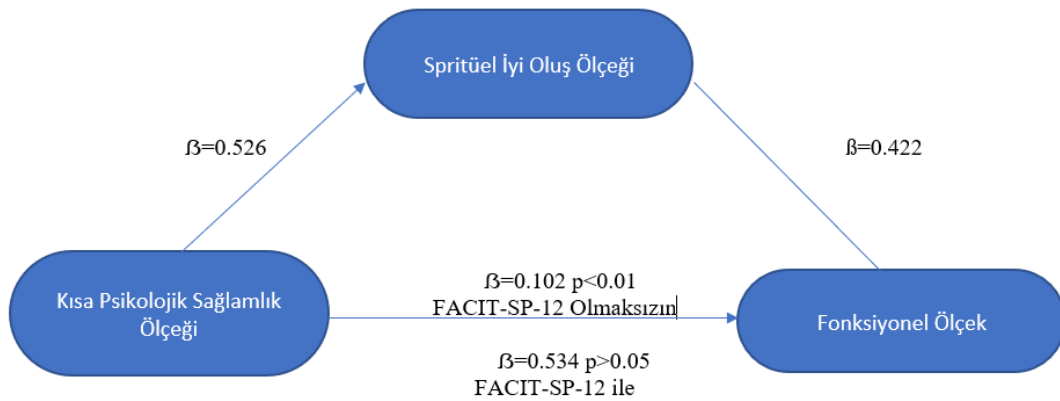 Spritüel İyi Oluş Ölçeği
ß=0.526
ß=0.422
Kısa Psikolojik Sağlamlık
Ölçeği
ß=0.102 p<0.01
FACIT-SP-12 Olmaksızın
Fonksiyonel Ölçek
ß=0.534 p>0.05
FACIT-SP-12 ile